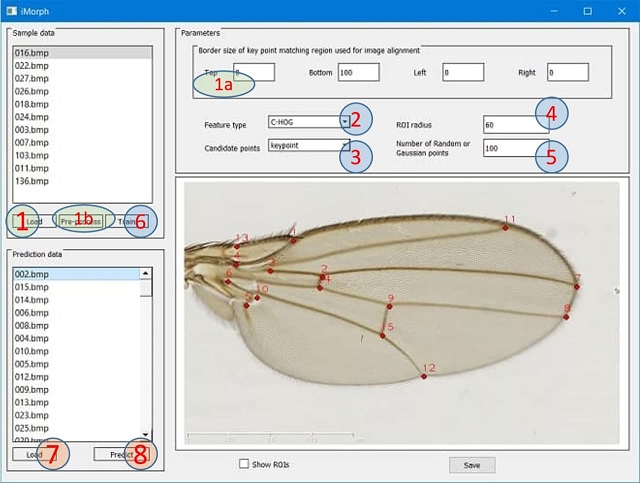 iMorph
Sample data
016.bmp
022.bmp
027.bmp
026.bmp
018.bmp
024.bmp
003.bmp
007.bmp
103.bmp
011.bmp
136.bmp
1 Load
1b Pre-process
6 Train
Prediction data
002.bmp
015.bmp
014.bmp
006.bmp
008.bmp
004.bmp
010.bmp
005.bmp
012.bmp
009.bmp
013.bmp
023.bmp
025.bmp
020.bmp
Load 7
Predict 8
Parameters
Border size of key point matching region used for image alignment
Top 0
Bottom 100
Left 0
Right 0
1a
Feature type C-HOG 2
ROI radius 60 4
Candidate points keypoint 3
Number of Random or
Gaussian points 100 5
13
1
11
3
2
6
7
10
9
8
15
12
Show ROIs
Save